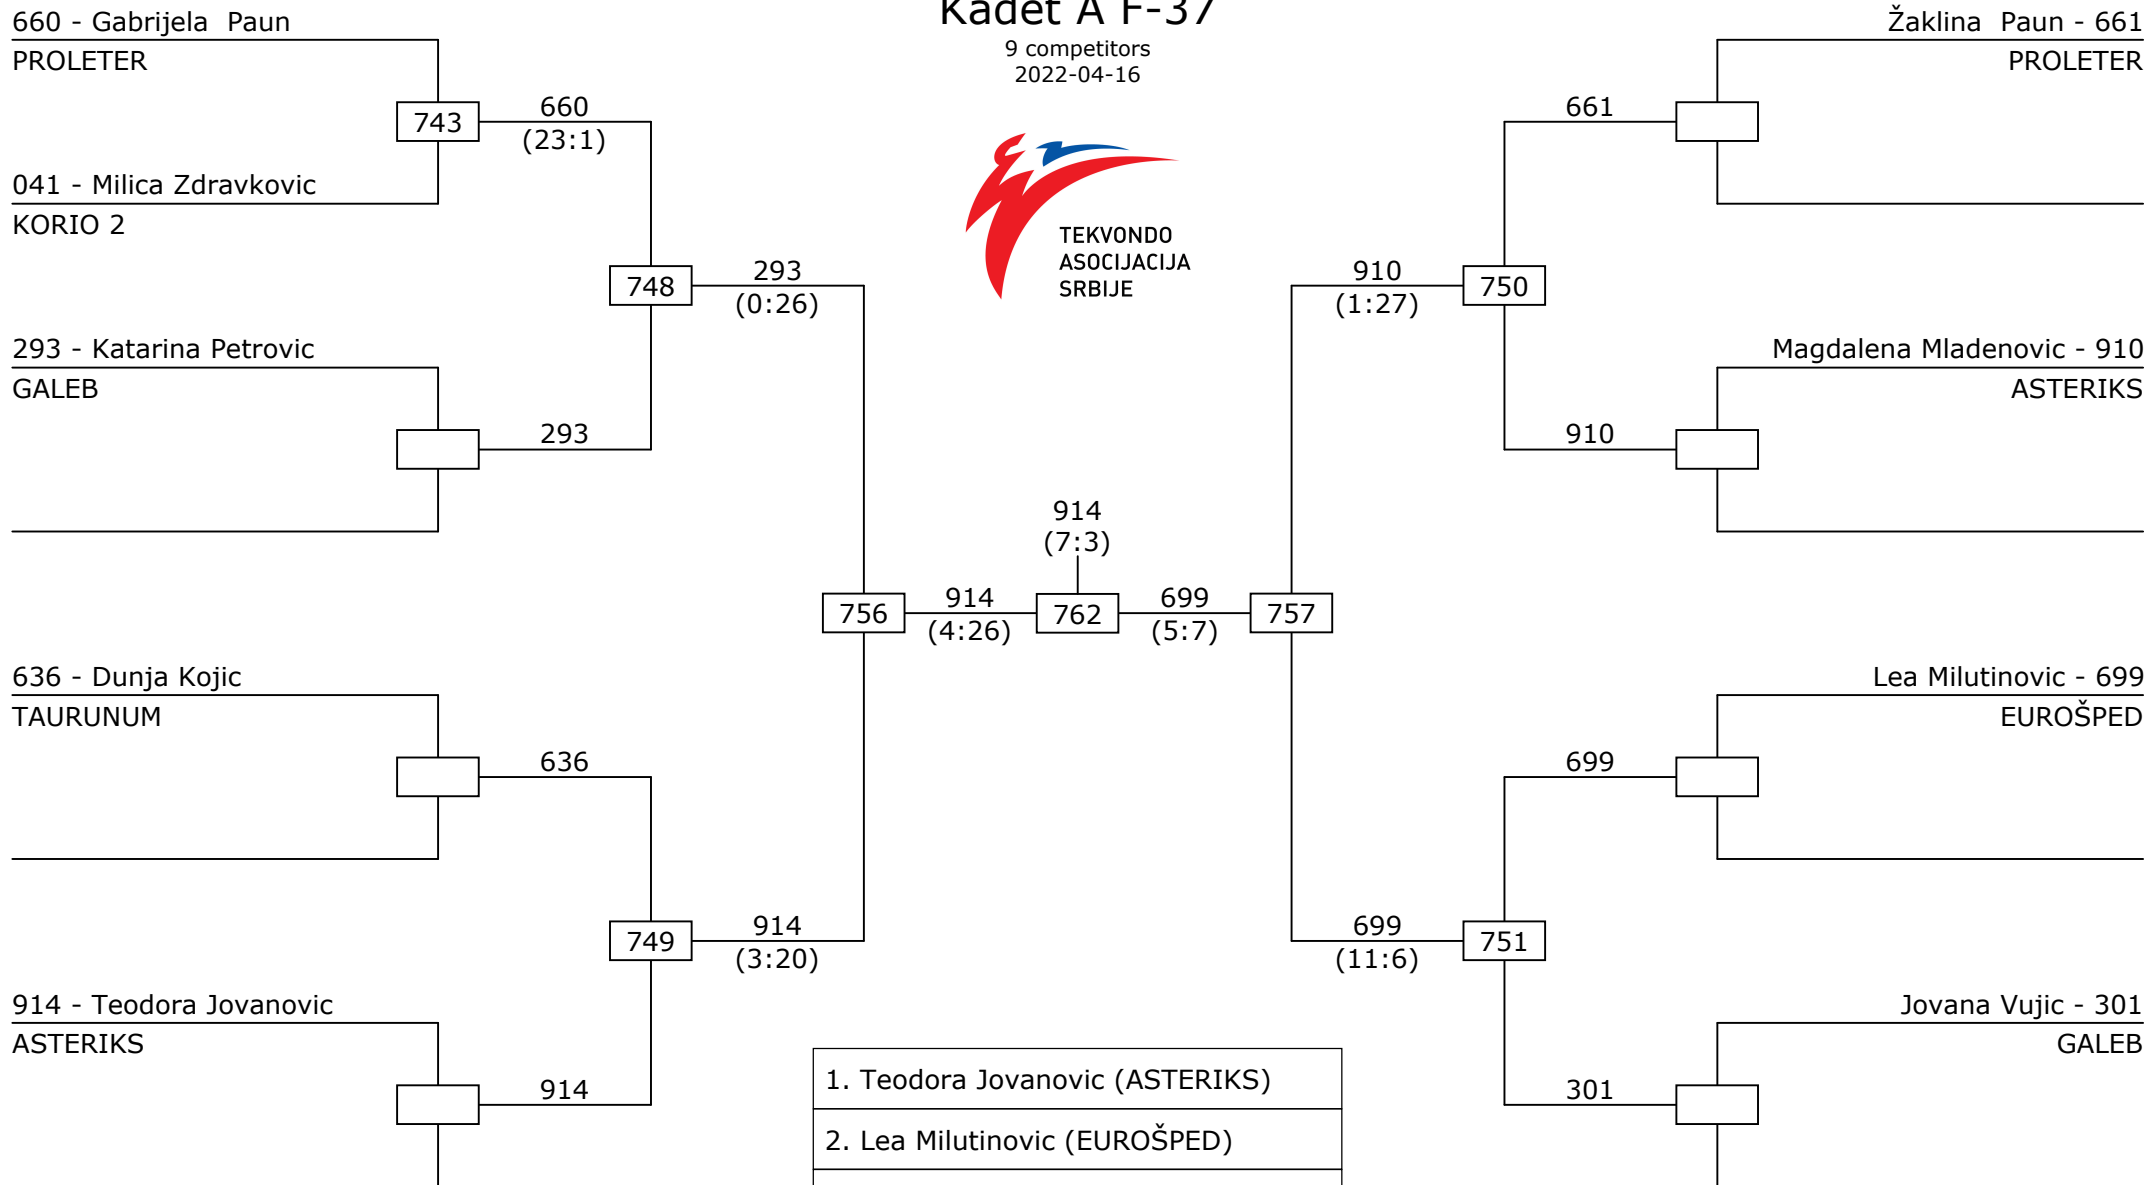 Kadet A F-37
9 competitors
2022-04-16
TEKVONDO
ASOCIJACIJA
SRBIJE
660 - Gabrijela  Paun
PROLETER
743
660
(23:1)
041 - Milica Zdravkovic
KORIO 2
748
293
(0:26)
293 - Katarina Petrovic
GALEB
293
756
914
(4:26)
636 - Dunja Kojic
TAURUNUM
636
749
914
(3:20)
914 - Teodora Jovanovic
ASTERIKS
914
914
(7:3)
762
699
(5:7)
757
Žaklina  Paun - 661
PROLETER
661
910
(1:27)
750
Magdalena Mladenovic - 910
ASTERIKS
910
Lea Milutinovic - 699
EUROŠPED
699
699
(11:6)
751
Jovana Vujic - 301
GALEB
301
1. Teodora Jovanovic (ASTERIKS)
2. Lea Milutinovic (EUROŠPED)